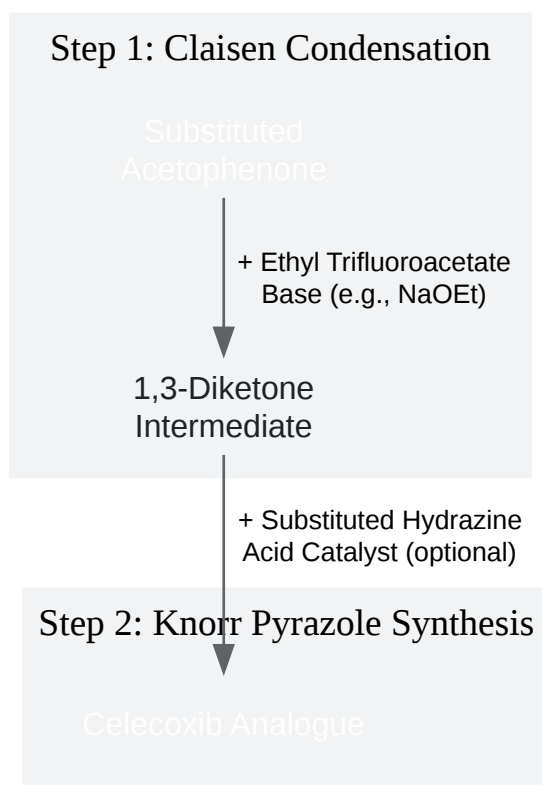 Step 1: Claisen Condensation
Substituted
Acetophenone
+ Ethyl Trifluoroacetate
Base (e.g., NaOEt)
1,3-Diketone
Intermediate
+ Substituted Hydrazine
Acid Catalyst (optional)
Step 2: Knorr Pyrazole Synthesis
Celecoxib Analogue